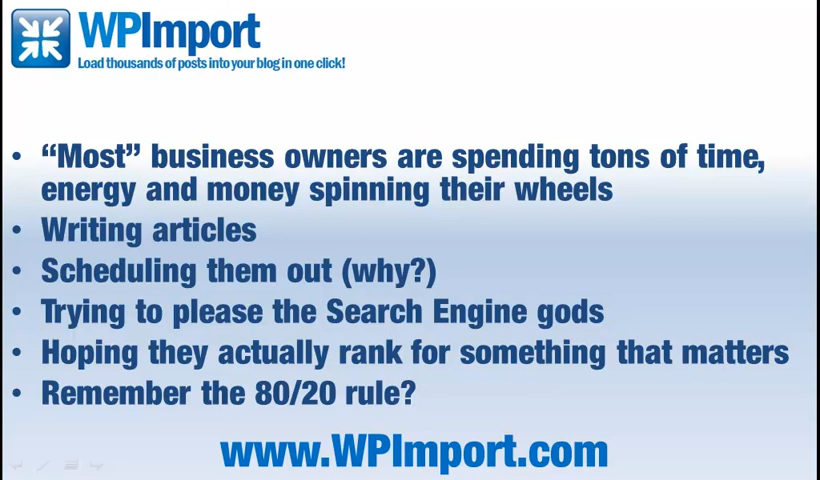 WPImport
Load thousands of posts into your blog in one click!
• “Most” business owners are spending tons of time,
energy and money spinning their wheels
• Writing articles
• Scheduling them out (why?)
• Trying to please the Search Engine gods
• Hoping they actually rank for something that matters
• Remember the 80/20 rule?
www.WPImport.com